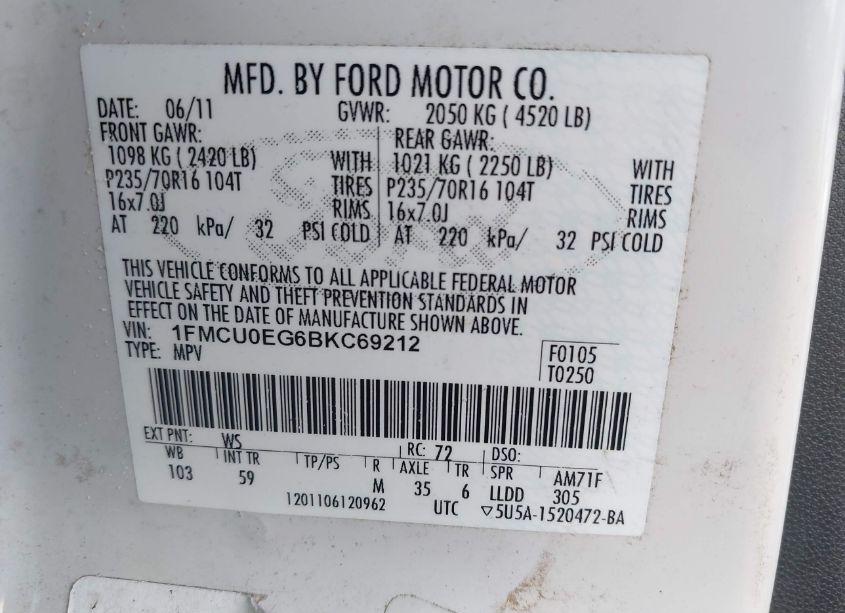 MFD. BY FORD MOTOR CO.
DATE: 06/11 GVWR: 2050 KG ( 4520 LB)
FRONT GAWR: REAR GAWR:
1098 KG ( 2420 LB) WITH 1021 KG ( 2250 LB) WITH
P235/70R16 104T TIRES P235/70R16 104T TIRES
16x7.0J RIMS 16x7.0J RIMS
AT 220 kPa/ 32 PSI COLD AT 220 kPa/ 32 PSI COLD
THIS VEHICLE CONFORMS TO ALL APPLICABLE FEDERAL MOTOR
VEHICLE SAFETY AND THEFT PREVENTION STANDARDS IN
EFFECT ON THE DATE OF MANUFACTURE SHOWN ABOVE.
VIN: 1FMCU0EG6BKC69212
TYPE: MPV
F0105
T0250
EXT PNT: WS RC: 72 DSO:
WB INT TR TP/PS R AXLE TR SPR AM71F
103 59 M 35 6 LLDD 305
1201106120962 UTC ▽5U5A-1520472-BA